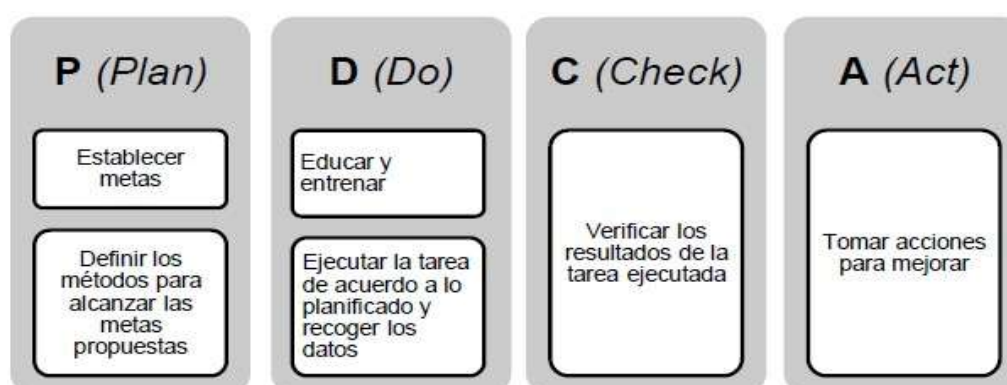 P (Plan)
Establecer
metas
Definir los
métodos para
alcanzar las
metas
propuestas
D (Do)
Educar y
entrenar
Ejecutar la tarea
de acuerdo a lo
planificado y
recoger los
datos
C (Check)
Verificar los
resultados de la
tarea ejecutada
A (Act)
Tomar acciones
para mejorar